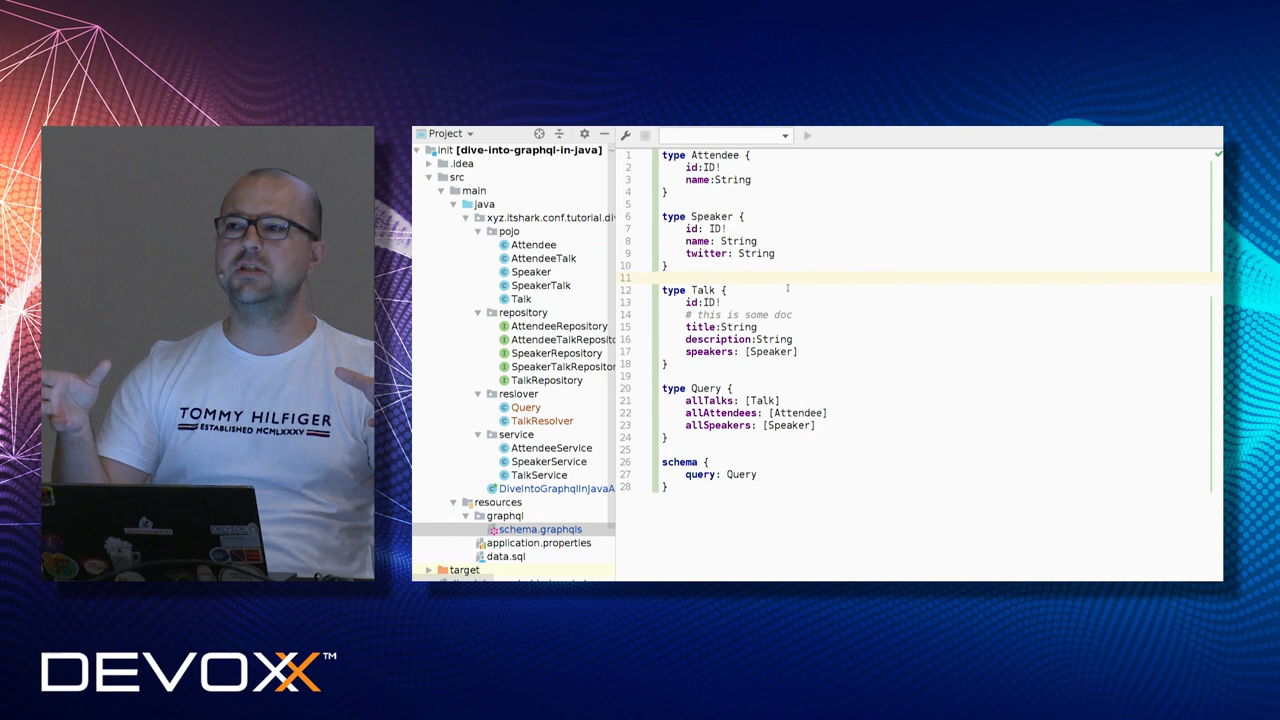 TOMMY HILFIGER
ESTABLISHED MCMLXXXV
DEVOXX™
Project
init [dive-into-graphql-in-java]
.idea
src
main
java
xyz.itshark.conf.tutorial.di
pojo
Attendee
AttendeeTalk
Speaker
SpeakerTalk
Talk
repository
AttendeeRepository
AttendeeTalkReposito
SpeakerRepository
SpeakerTalkRepositor
TalkRepository
reslover
Query
TalkResolver
service
AttendeeService
SpeakerService
TalkService
DiveIntoGraphqlInJavaA
resources
graphql
schema.graphqls
application.properties
data.sql
target
1 type Attendee {
2 id:ID!
3 name:String
4 }
5
6 type Speaker {
7 id: ID!
8 name: String
9 twitter: String
10 }
11
12 type Talk {
13 id:ID!
14 # this is some doc
15 title:String
16 description:String
17 speakers: [Speaker]
18 }
19
20 type Query {
21 allTalks: [Talk]
22 allAttendees: [Attendee]
23 allSpeakers: [Speaker]
24 }
25
26 schema {
27 query: Query
28 }